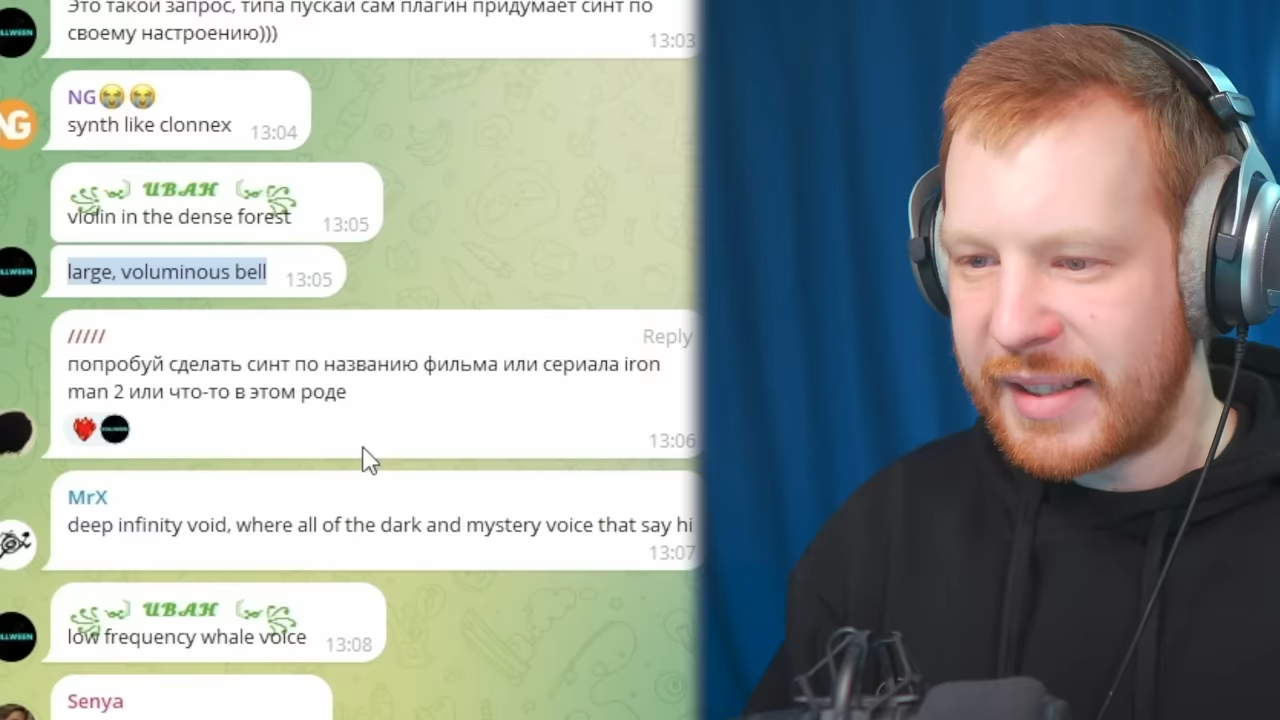 Это такой запрос, типа пускай сам плагин придумает синт по
своему настроению)))
13:03
NG😭😭
synth like clonnex
13:04
ИВАН
violin in the dense forest
13:05
large, voluminous bell
13:05
/////
Reply
попробуй сделать синт по названию фильма или сериала iron
man 2 или что-то в этом роде
13:06
MrX
deep infinity void, where all of the dark and mystery voice that say hi
13:07
ИВАН
low frequency whale voice
13:08
Senya
NG
LLWEEN
LLWEEN
LLWEEN